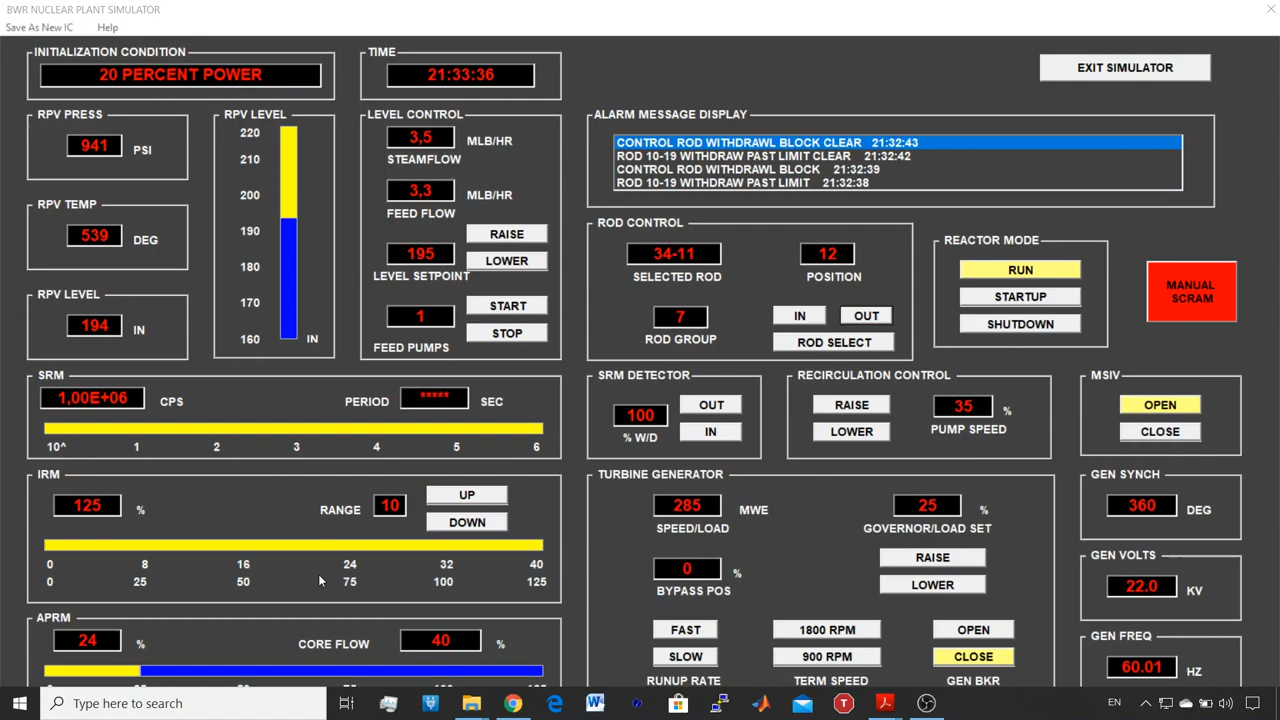 BWR NUCLEAR PLANT SIMULATOR
Save As New IC Help
INITIALIZATION CONDITION
20 PERCENT POWER
TIME
21:33:36
EXIT SIMULATOR
RPV PRESS
941 PSI
RPV TEMP
539 DEG
RPV LEVEL
194 IN
RPV LEVEL
220
210
200
190
180
170
160 IN
LEVEL CONTROL
3,5 MLB/HR
STEAMFLOW
3,3 MLB/HR
FEED FLOW
RAISE
195 LOWER
LEVEL SETPOINT
START
1
STOP
FEED PUMPS
ALARM MESSAGE DISPLAY
CONTROL ROD WITHDRAWL BLOCK CLEAR 21:32:43
ROD 10-19 WITHDRAW PAST LIMIT CLEAR 21:32:42
CONTROL ROD WITHDRAWL BLOCK 21:32:39
ROD 10-19 WITHDRAW PAST LIMIT 21:32:38
ROD CONTROL
34-11 12
SELECTED ROD POSITION
7 IN OUT
ROD GROUP ROD SELECT
REACTOR MODE
RUN
STARTUP
SHUTDOWN
MANUAL
SCRAM
SRM
1,00E+06 CPS PERIOD ***** SEC
10^ 1 2 3 4 5 6
SRM DETECTOR
100 OUT
% W/D IN
RECIRCULATION CONTROL
RAISE 35 %
LOWER PUMP SPEED
MSIV
OPEN
CLOSE
IRM
125 % RANGE 10 UP
DOWN
0 8 16 24 32 40
0 25 50 75 100 125
TURBINE GENERATOR
285 MWE 25 %
SPEED/LOAD GOVERNOR/LOAD SET
RAISE
0 %
BYPASS POS LOWER
FAST 1800 RPM OPEN
SLOW 900 RPM CLOSE
RUNUP RATE TERM SPEED GEN BKR
GEN SYNCH
360 DEG
GEN VOLTS
22.0 KV
GEN FREQ
60.01 HZ
APRM
24 % CORE FLOW 40 %
Type here to search
EN